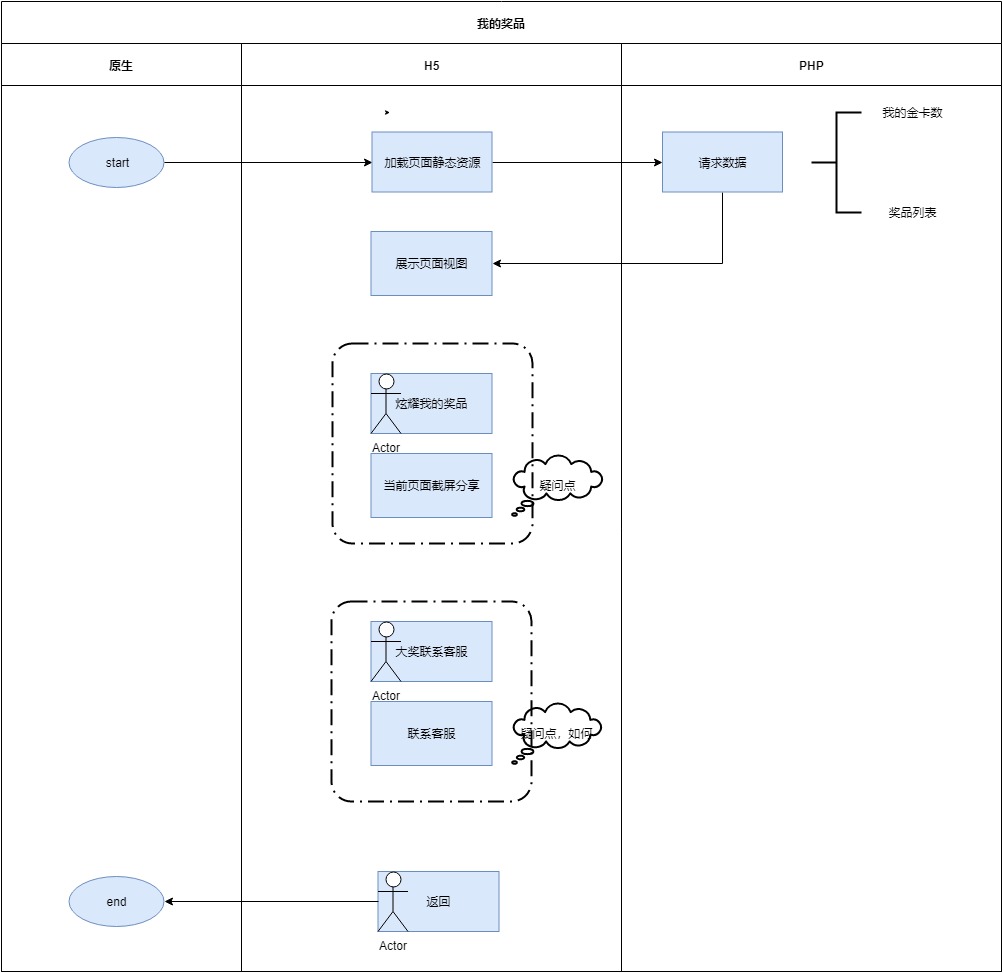 我的奖品
原生
H5
PHP
我的金卡数
start
加载页面静态资源
请求数据
奖品列表
展示页面视图
炫耀我的奖品
Actor
当前页面截屏分享
疑问点
大奖联系客服
Actor
联系客服
疑问点，如何
end
返回
Actor